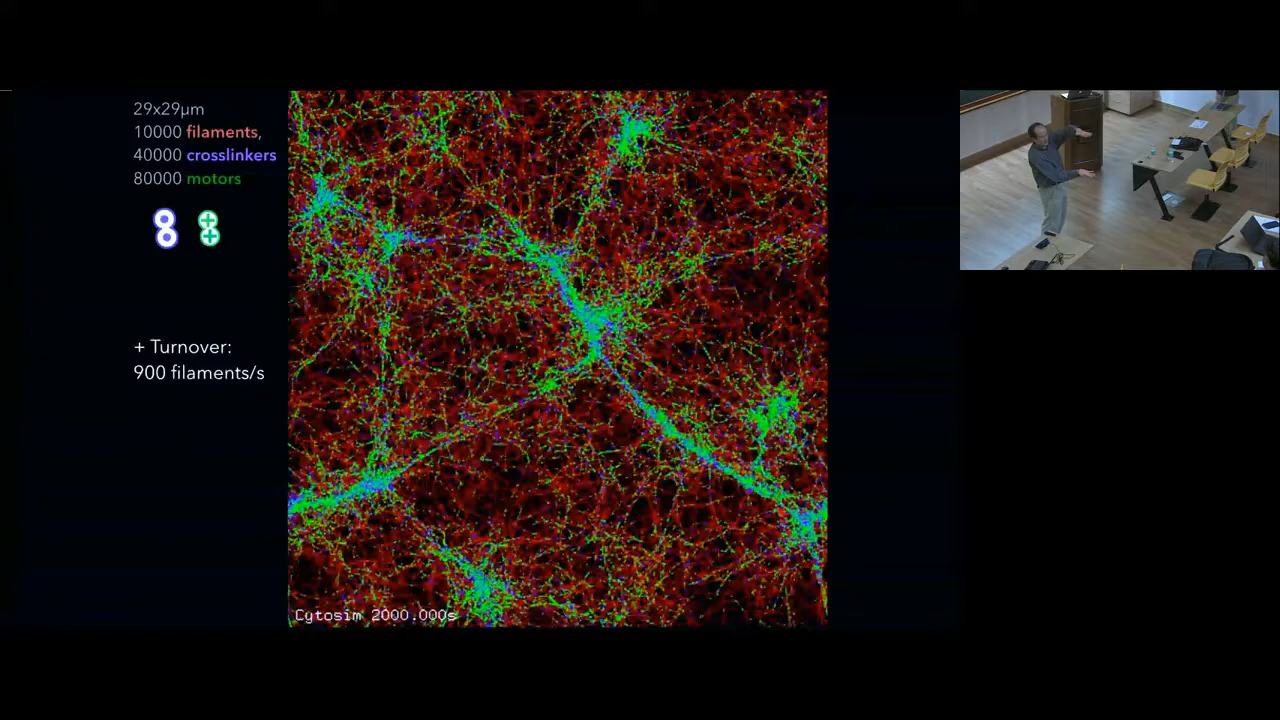 29x29µm
10000 filaments,
40000 crosslinkers
80000 motors
+ Turnover:
900 filaments/s
Cytosim 2000.000s